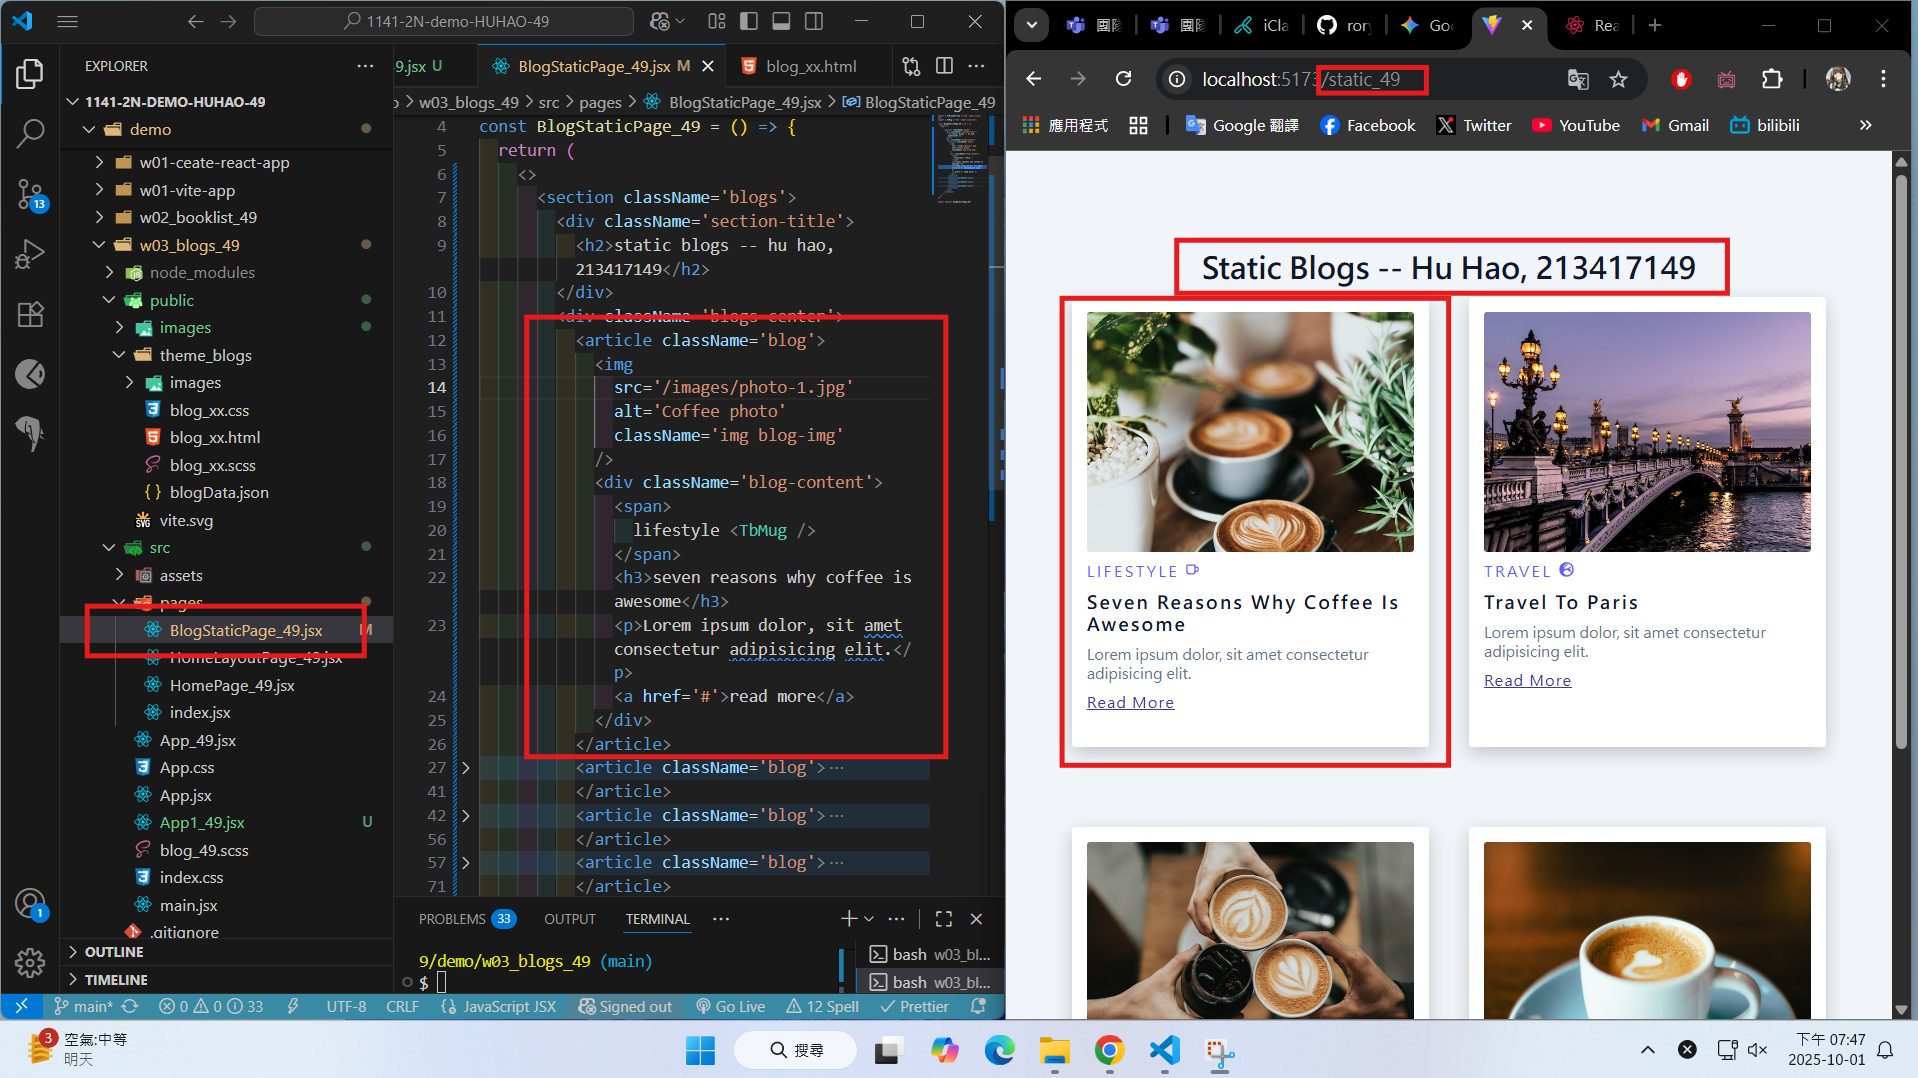 1141-2N-demo-HUHAO-49
EXPLORER
1141-2N-DEMO-HUHAO-49
demo
w01-ceate-react-app
w01-vite-app
w02_booklist_49
w03_blogs_49
node_modules
public
images
theme_blogs
images
blog_xx.css
blog_xx.html
blog_xx.scss
blogData.json
vite.svg
src
assets
pages
BlogStaticPage_49.jsx M
HomeLayoutPage_49.jsx
HomePage_49.jsx
index.jsx
App_49.jsx
App.css
App.jsx
App1_49.jsx U
blog_49.scss
index.css
main.jsx
.gitignore
OUTLINE
TIMELINE
13
1
9.jsx U
BlogStaticPage_49.jsx M
blog_xx.html
w03_blogs_49 > src > pages > BlogStaticPage_49.jsx > BlogStaticPage_49
4 const BlogStaticPage_49 = () => {
5 return (
6 <>
7 <section className='blogs'>
8 <div className='section-title'>
9 <h2>static blogs -- hu hao,
213417149</h2>
10 </div>
11 <div className='blogs-center'>
12 <article className='blog'>
13 <img
14 src='/images/photo-1.jpg'
15 alt='Coffee photo'
16 className='img blog-img'
17 />
18 <div className='blog-content'>
19 <span>
20 lifestyle <TbMug />
21 </span>
22 <h3>seven reasons why coffee is
awesome</h3>
23 <p>Lorem ipsum dolor, sit amet
consectetur adipisicing elit.</
p>
24 <a href='#'>read more</a>
25 </div>
26 </article>
27 <article className='blog'>···
41 </article>
42 <article className='blog'>···
56 </article>
57 <article className='blog'>···
71 </article>
PROBLEMS 33 OUTPUT TERMINAL
9/demo/w03_blogs_49 (main)
$
bash w03_bl...
bash w03_bl...
main* 0 0 33 UTF-8 CRLF {} JavaScript JSX Signed out Go Live 12 Spell Prettier
iCla
rory
Goo
Rea
localhost:5173/static_49
應用程式
Google 翻譯
Facebook
Twitter
YouTube
Gmail
bilibili
Static Blogs -- Hu Hao, 213417149
LIFESTYLE
Seven Reasons Why Coffee Is
Awesome
Lorem ipsum dolor, sit amet consectetur
adipisicing elit.
Read More
TRAVEL
Travel To Paris
Lorem ipsum dolor, sit amet consectetur
adipisicing elit.
Read More
3
空氣:中等
明天
搜尋
下午 07:47
2025-10-01